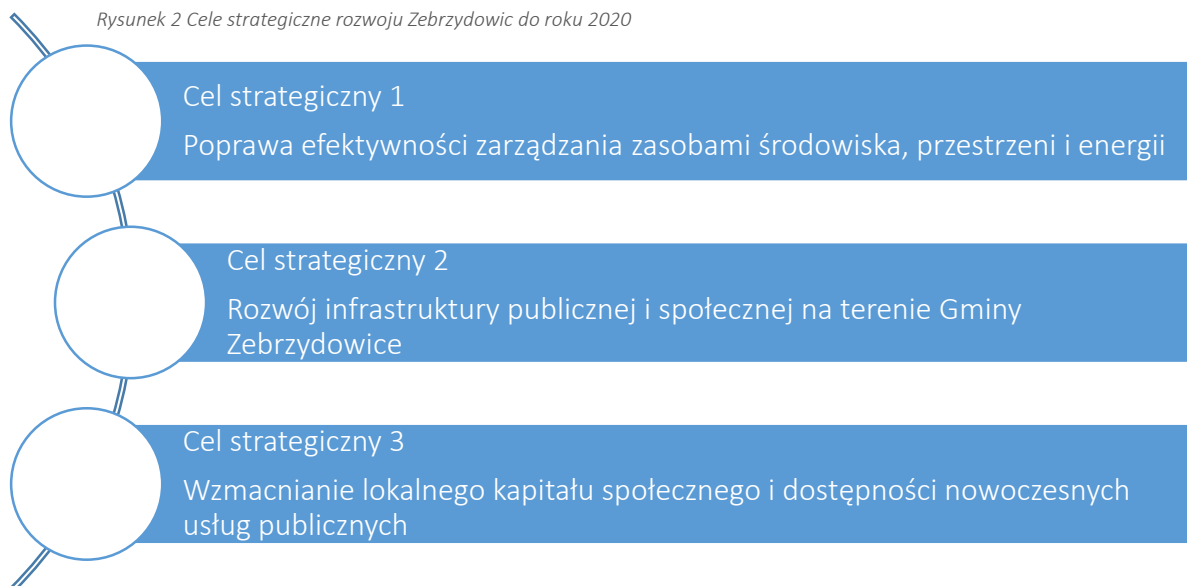 Rysunek 2 Cele strategiczne rozwoju Zebrzydowic do roku 2020
Cel strategiczny 1
Poprawa efektywności zarządzania zasobami środowiska, przestrzeni i energii
Cel strategiczny 2
Rozwój infrastruktury publicznej i społecznej na terenie Gminy
Zebrzydowice
Cel strategiczny 3
Wzmacnianie lokalnego kapitału społecznego i dostępności nowoczesnych
usług publicznych